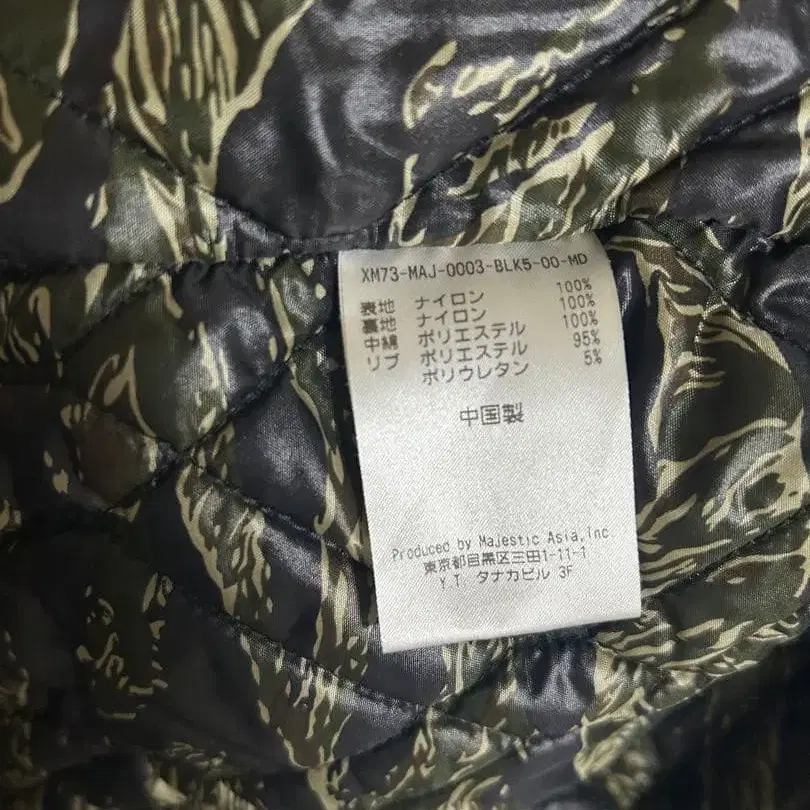 XM73-MAJ-0003-BLK5-00-MD
表地 ナイロン 100%
裏地 ナイロン 100%
中綿 ポリエステル 100%
リブ ポリエステル 95%
ポリウレタン 5%
中国製
Produced by Majestic Asia,Inc.
東京都目黒区三田1-11-1
Y.T. タナカビル 3F